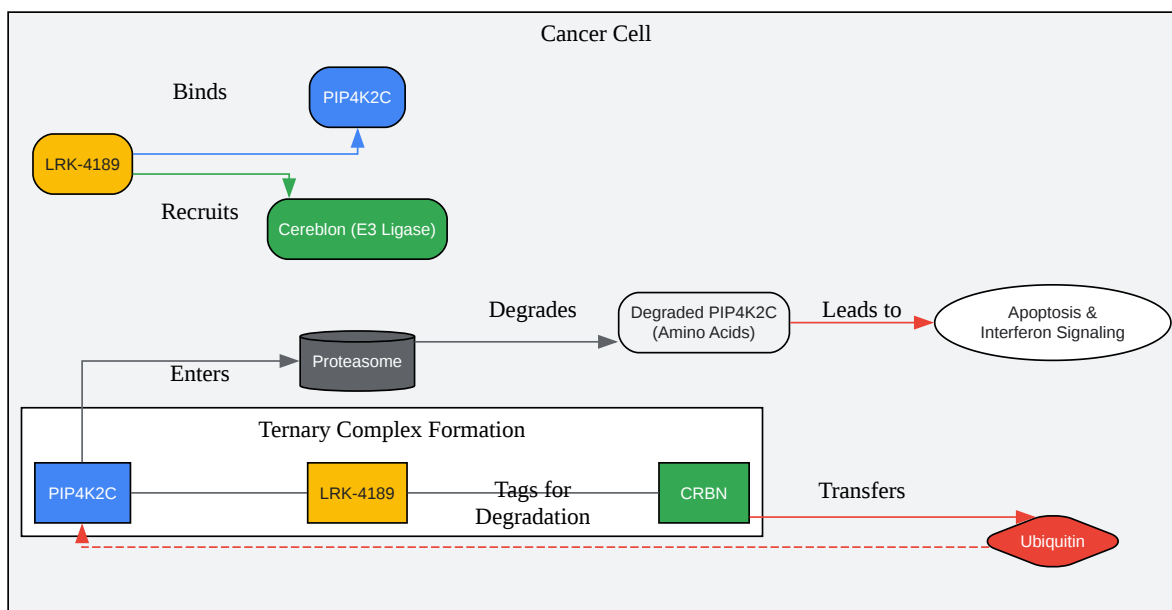 Cancer Cell
Binds
PIP4K2C
LRK-4189
Recruits
Cereblon (E3 Ligase)
Degrades
Degraded PIP4K2C
(Amino Acids)
Leads to
Apoptosis &
Interferon Signaling
Proteasome
Enters
Ternary Complex Formation
PIP4K2C
LRK-4189
Tags for
Degradation
CRBN
Transfers
Ubiquitin